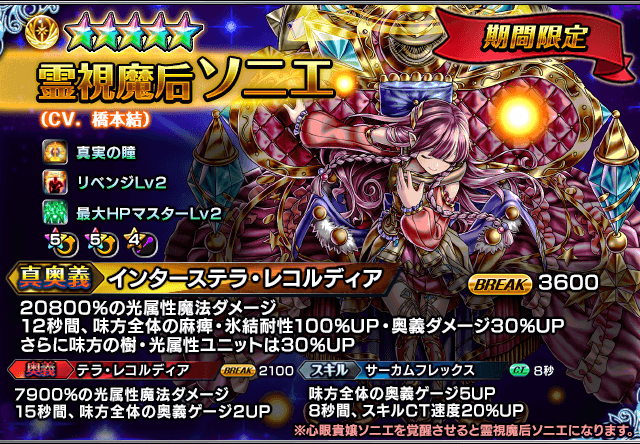 期間限定
霊視魔后 ソニエ
(CV. 橋本結)
真実の瞳
リベンジLv2
最大HPマスターLv2
5 5 4
真奥義 インターステラ・レコルディア BREAK 3600
20800%の光属性魔法ダメージ
12秒間、味方全体の麻痺・氷結耐性100%UP・奥義ダメージ30%UP
さらに味方の樹・光属性ユニットは30%UP
奥義 テラ・レコルディア BREAK 2100
7900%の光属性魔法ダメージ
15秒間、味方全体の奥義ゲージ2UP
スキル サーカムフレックス CT 8秒
味方全体の奥義ゲージ5UP
8秒間、スキルCT速度20%UP
※心眼貴嬢ソニエを覚醒させると霊視魔后ソニエになります。